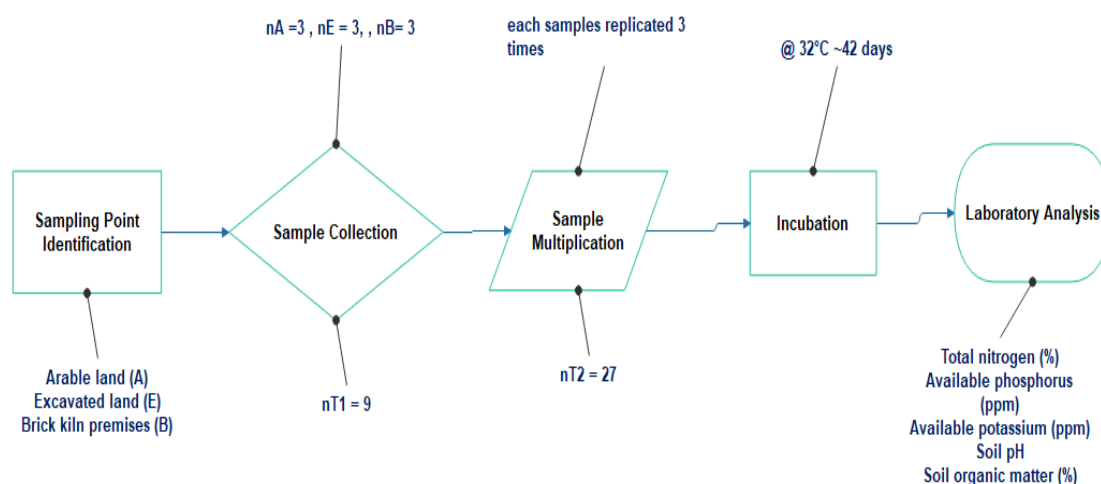 nA =3 , nE = 3, , nB= 3
each samples replicated 3
times
@ 32°C ~42 days
Sampling Point
Identification
Sample Collection
Sample
Multiplication
Incubation
Laboratory Analysis
Arable land (A)
Excavated land (E)
Brick kiln premises (B)
nT1 = 9
nT2 = 27
Total nitrogen (%)
Available phosphorus
(ppm)
Available potassium (ppm)
Soil pH
Soil organic matter (%)